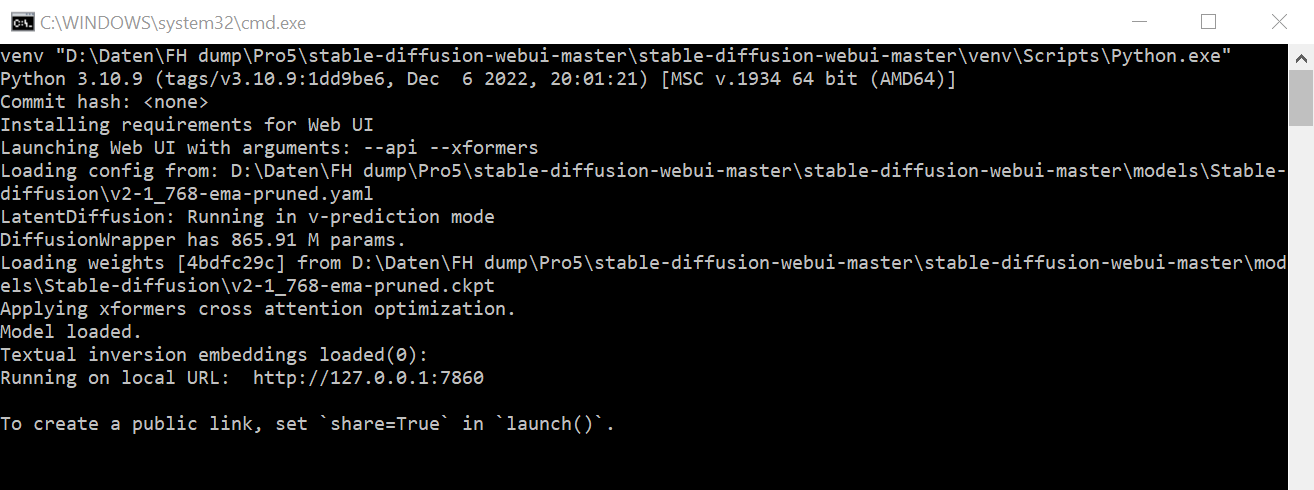 C:\WINDOWS\system32\cmd.exe
venv "D:\Daten\FH dump\Pro5\stable-diffusion-webui-master\stable-diffusion-webui-master\venv\Scripts\Python.exe"
Python 3.10.9 (tags/v3.10.9:1dd9be6, Dec  6 2022, 20:01:21) [MSC v.1934 64 bit (AMD64)]
Commit hash: <none>
Installing requirements for Web UI
Launching Web UI with arguments: --api --xformers
Loading config from: D:\Daten\FH dump\Pro5\stable-diffusion-webui-master\stable-diffusion-webui-master\models\Stable-
diffusion\v2-1_768-ema-pruned.yaml
LatentDiffusion: Running in v-prediction mode
DiffusionWrapper has 865.91 M params.
Loading weights [4bdfc29c] from D:\Daten\FH dump\Pro5\stable-diffusion-webui-master\stable-diffusion-webui-master\mod
els\Stable-diffusion\v2-1_768-ema-pruned.ckpt
Applying xformers cross attention optimization.
Model loaded.
Textual inversion embeddings loaded(0):
Running on local URL:  http://127.0.0.1:7860
To create a public link, set `share=True` in `launch()`.